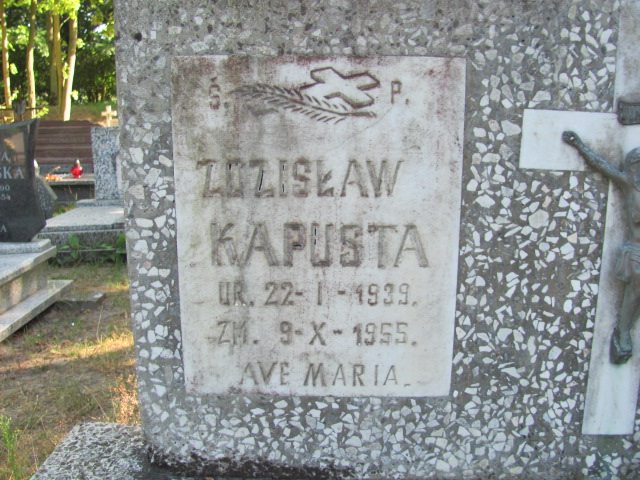 Ś. P.
ZDZISŁAW
KAPUSTA
UR. 22-I-1939.
ZM. 9-X-1955.
AVE MARIA.